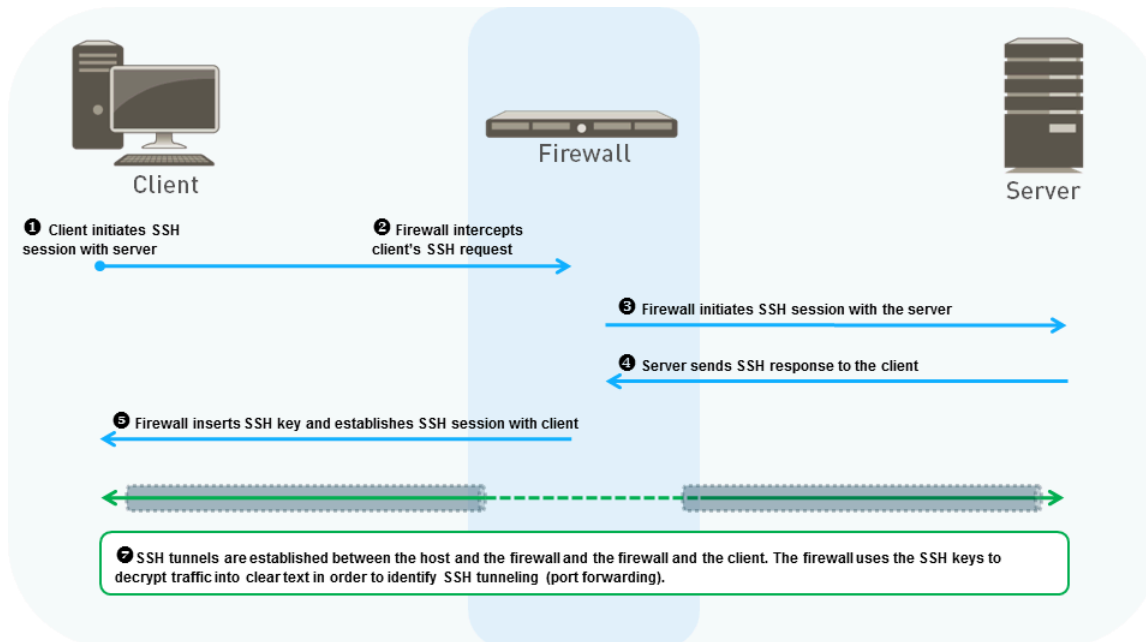 Client
Firewall
Server
❶ Client initiates SSH
session with server
❷ Firewall intercepts
client's SSH request
❸ Firewall initiates SSH session with the server
❹ Server sends SSH response to the client
❺ Firewall inserts SSH key and establishes SSH session with client
❼ SSH tunnels are established between the host and the firewall and the firewall and the client. The firewall uses the SSH keys to
decrypt traffic into clear text in order to identify SSH tunneling (port forwarding).